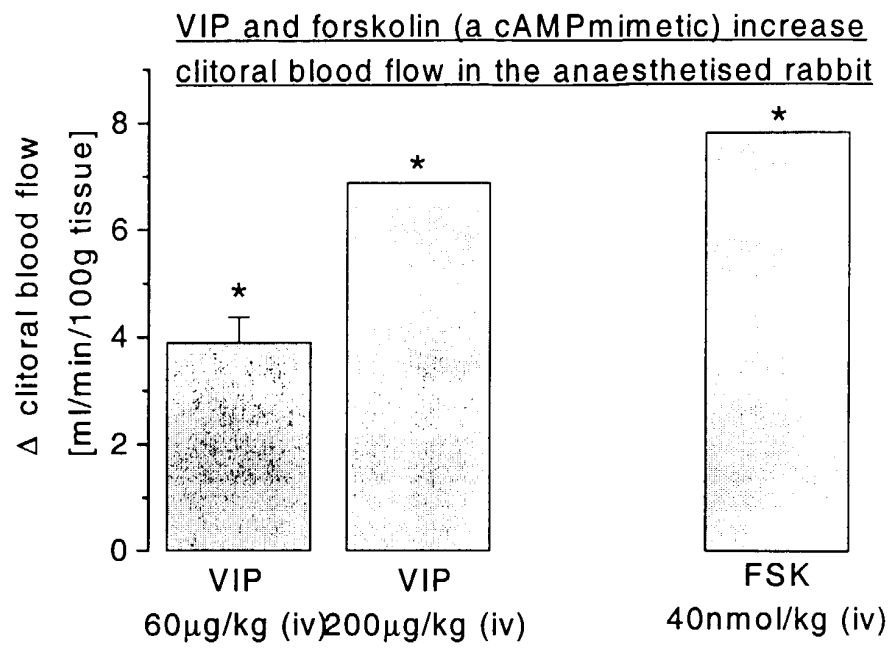 VIP and forskolin (a cAMPmimetic) increase
clitoral blood flow in the anaesthetised rabbit
Δ clitoral blood flow
[ml/min/100g tissue]
8
6
4
2
0
*
*
*
VIP
60μg/kg (iv)
VIP
200μg/kg (iv)
FSK
40nmol/kg (iv)